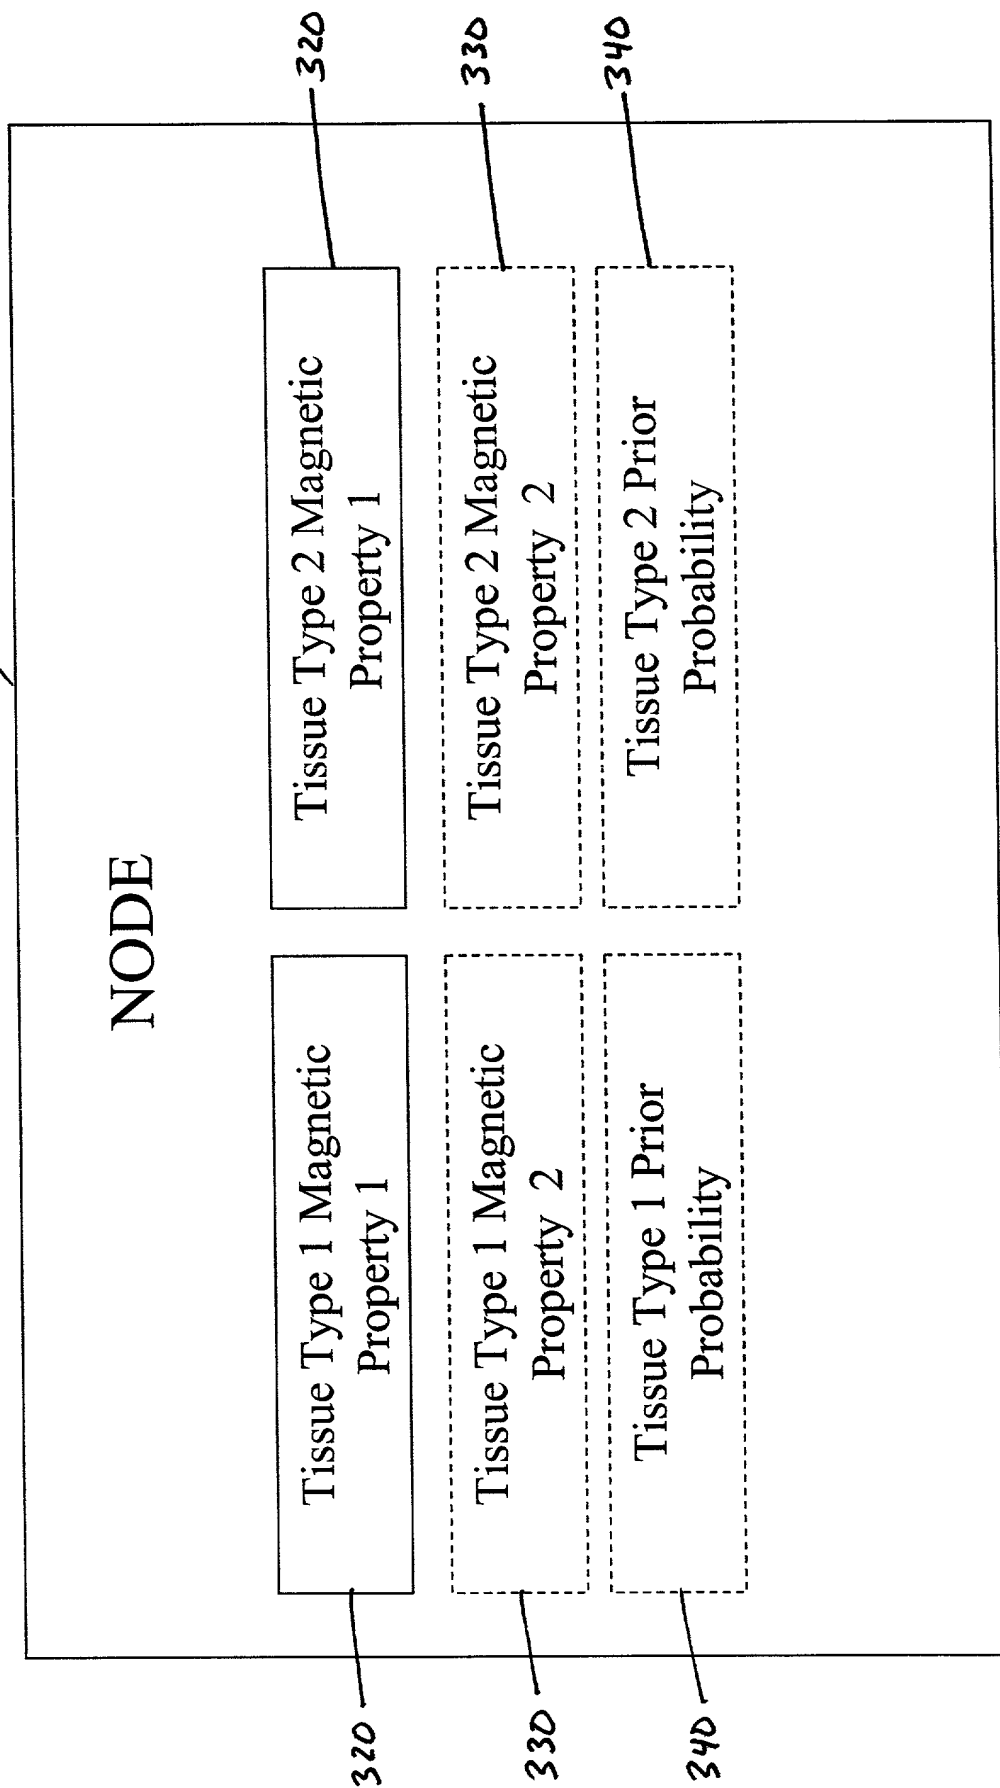 NODE
320
Tissue Type 1 Magnetic
Property 1
Tissue Type 2 Magnetic
Property 1
320
330
Tissue Type 1 Magnetic
Property 2
Tissue Type 2 Magnetic
Property 2
330
340
Tissue Type 1 Prior
Probability
Tissue Type 2 Prior
Probability
340